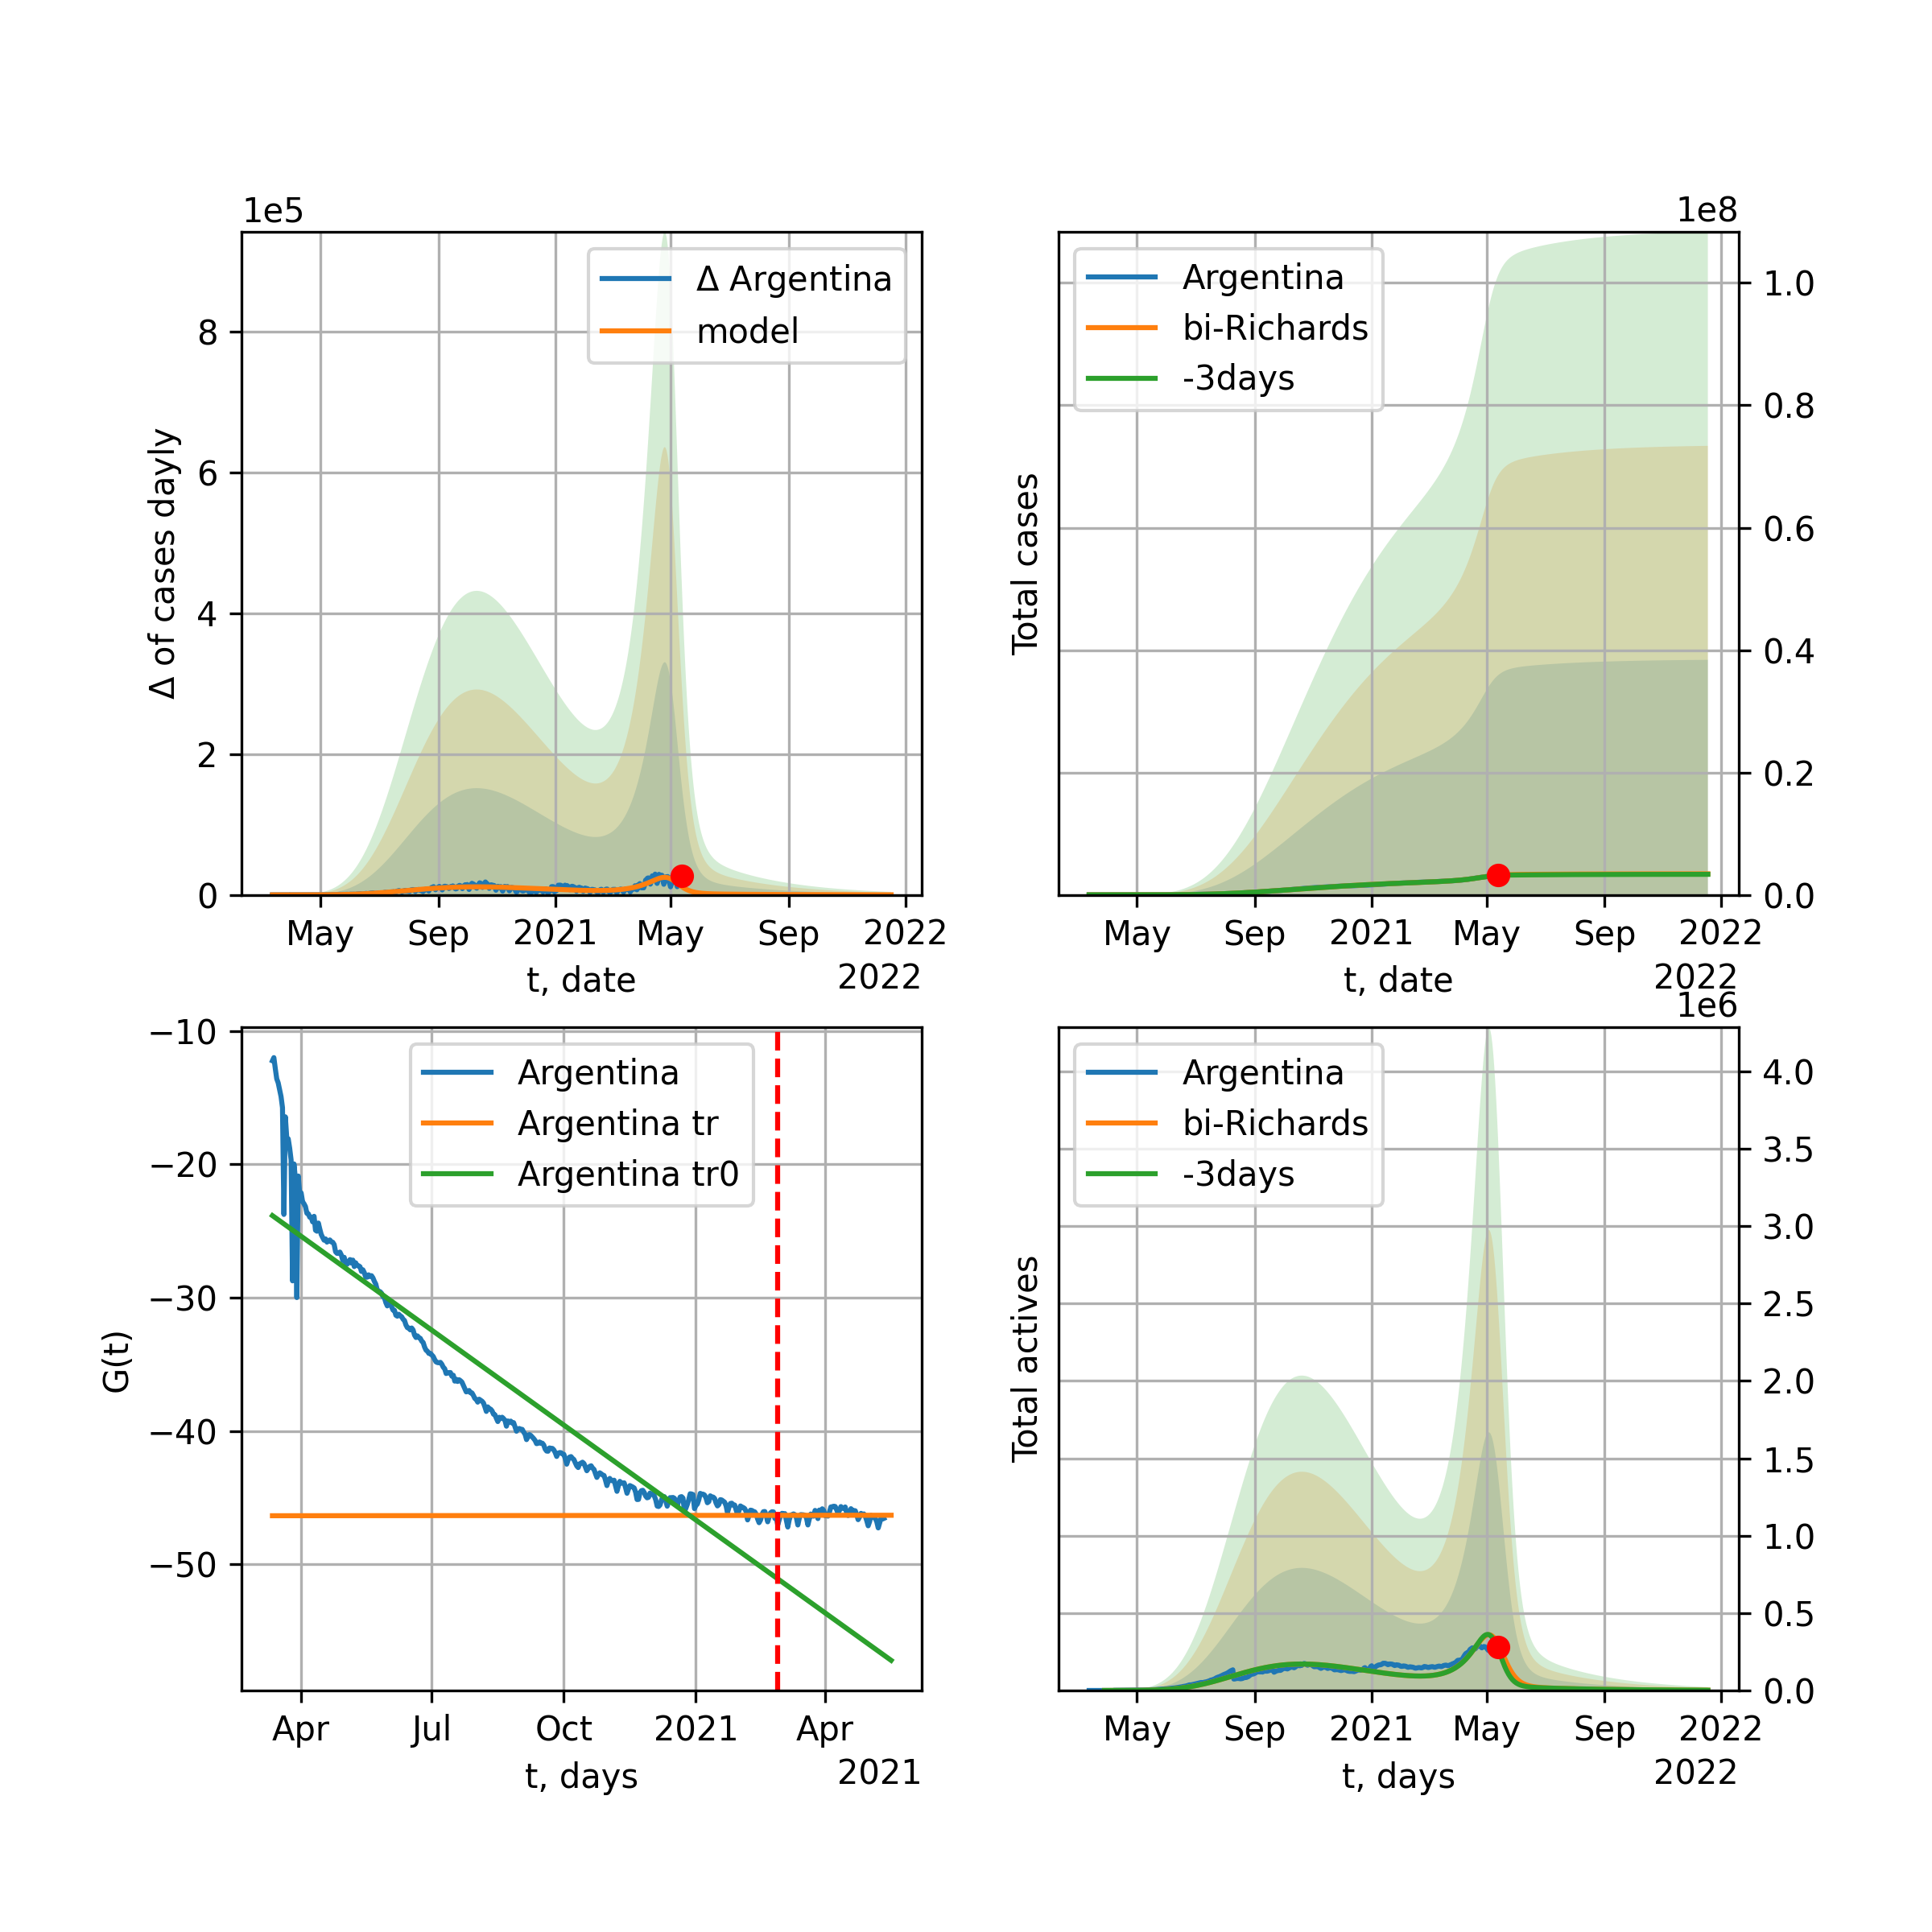 1e5
Δ Argentina
model
8
6
4
2
0
Δ of cases dayly
May Sep 2021 May Sep 2022
t, date
2022
1e8
Argentina
bi-Richards
-3days
1.0
0.8
0.6
0.4
0.2
0.0
Total cases
May Sep 2021 May Sep 2022
t, date
2022
Argentina
Argentina tr
Argentina tr0
−10
−20
−30
−40
−50
G(t)
Apr Jul Oct 2021 Apr
t, days
2021
1e6
Argentina
bi-Richards
-3days
4.0
3.5
3.0
2.5
2.0
1.5
1.0
0.5
0.0
Total actives
May Sep 2021 May Sep 2022
t, days
2022